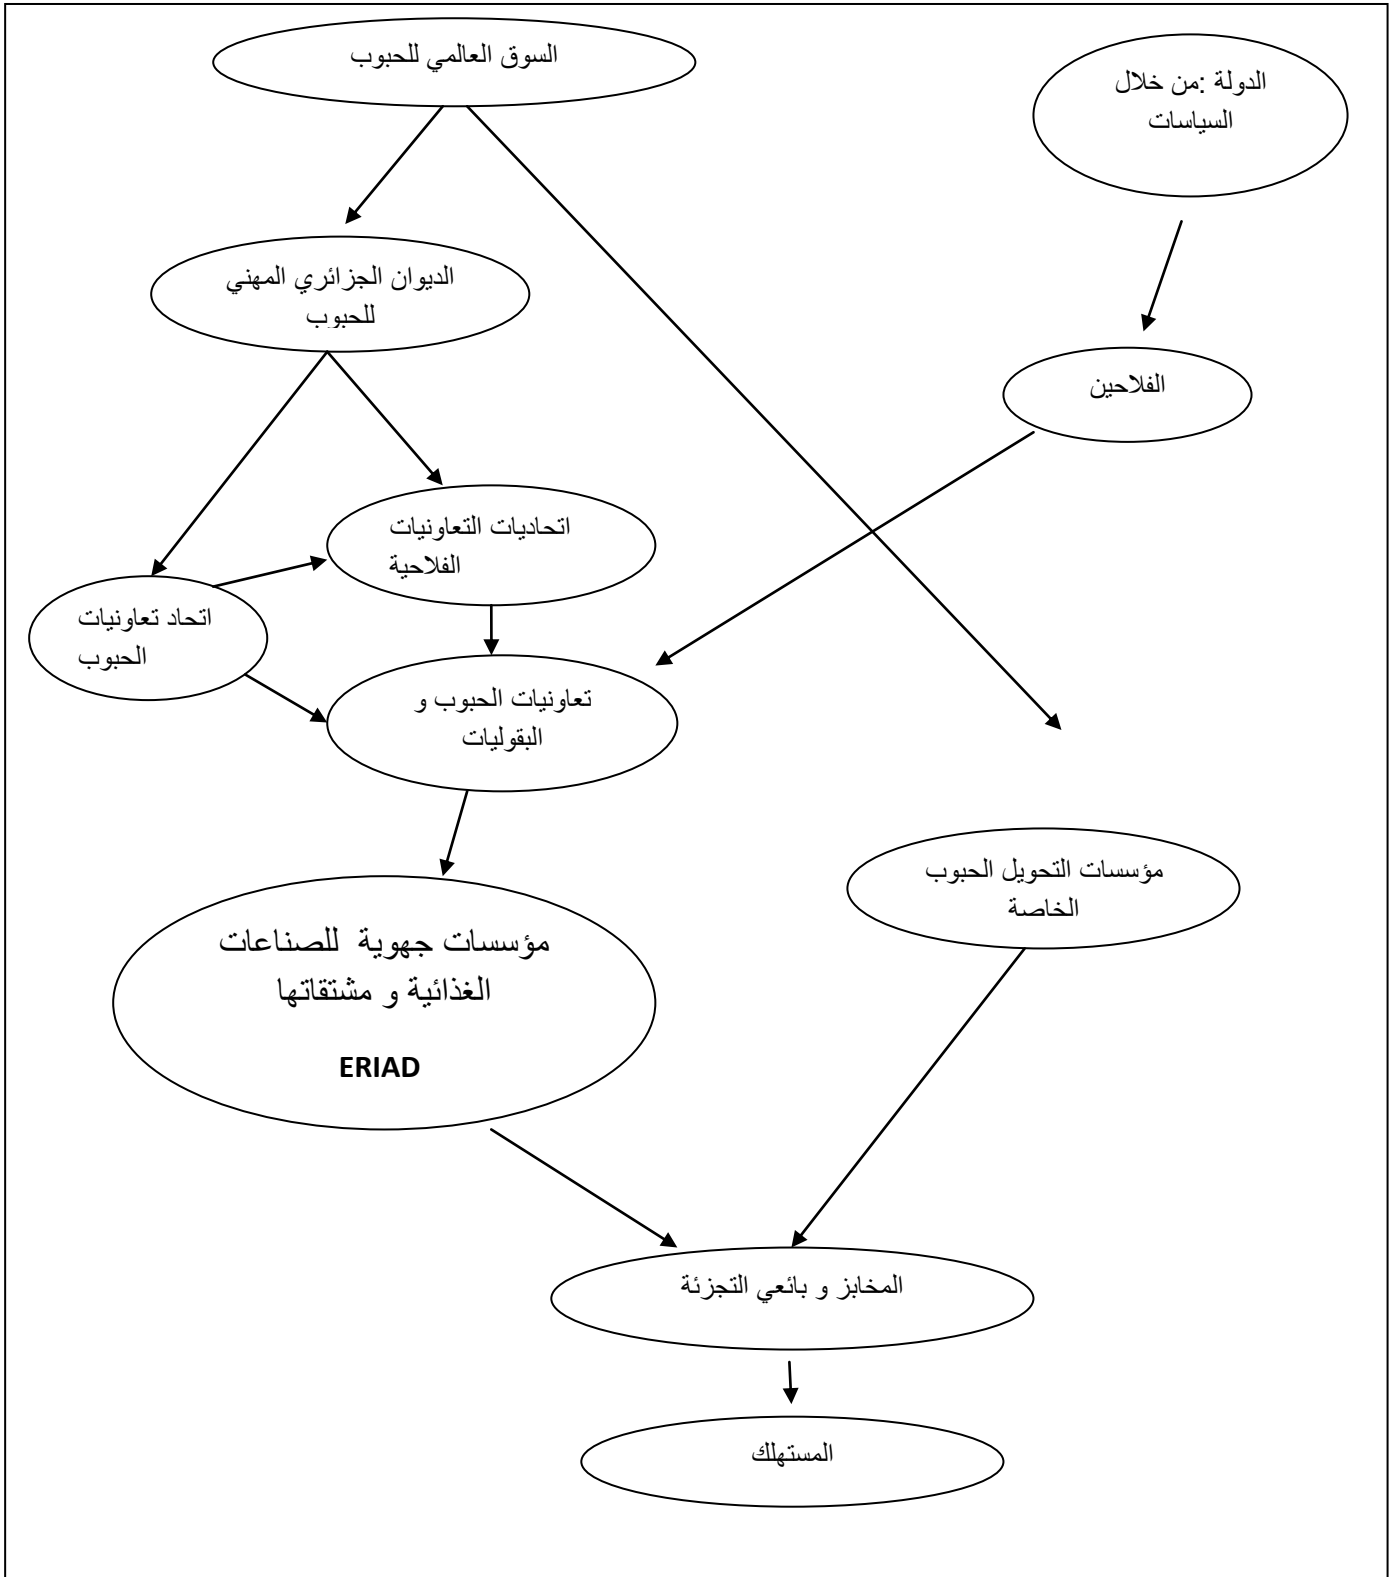 السوق العالمي للحبوب
الدولة :من خلال
السياسات
الديوان الجزائري المهني
للحبوب
الفلاحين
اتحاديات التعاونيات
الفلاحية
اتحاد تعاونيات
الحبوب
تعاونيات الحبوب و
البقوليات
مؤسسات التحويل الحبوب
الخاصة
مؤسسات جهوية للصناعات
الغذائية و مشتقاتها
ERIAD
المخابز و بائعي التجزئة
المستهلك